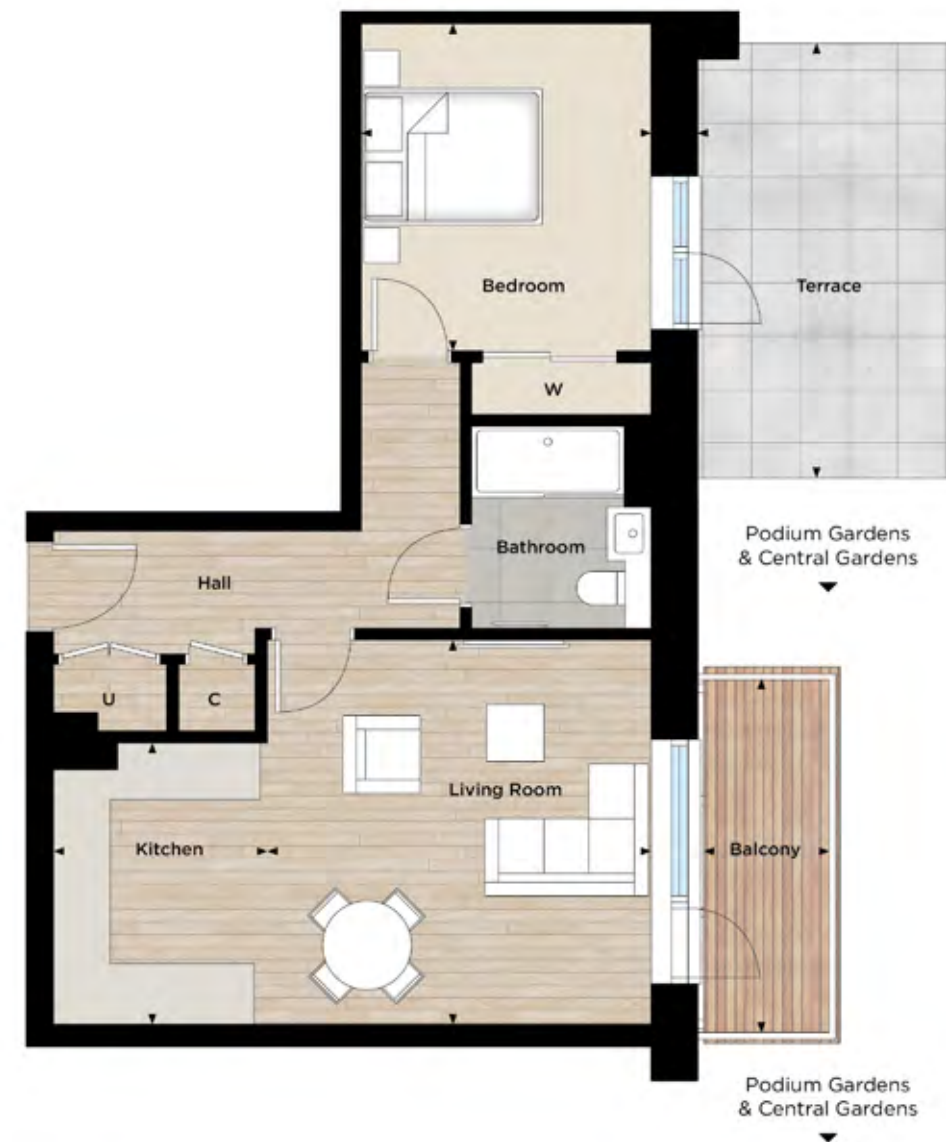 Bedroom
Terrace
W
Podium Gardens
& Central Gardens
Bathroom
Hall
U
C
Living Room
Kitchen
Balcony
Podium Gardens
& Central Gardens